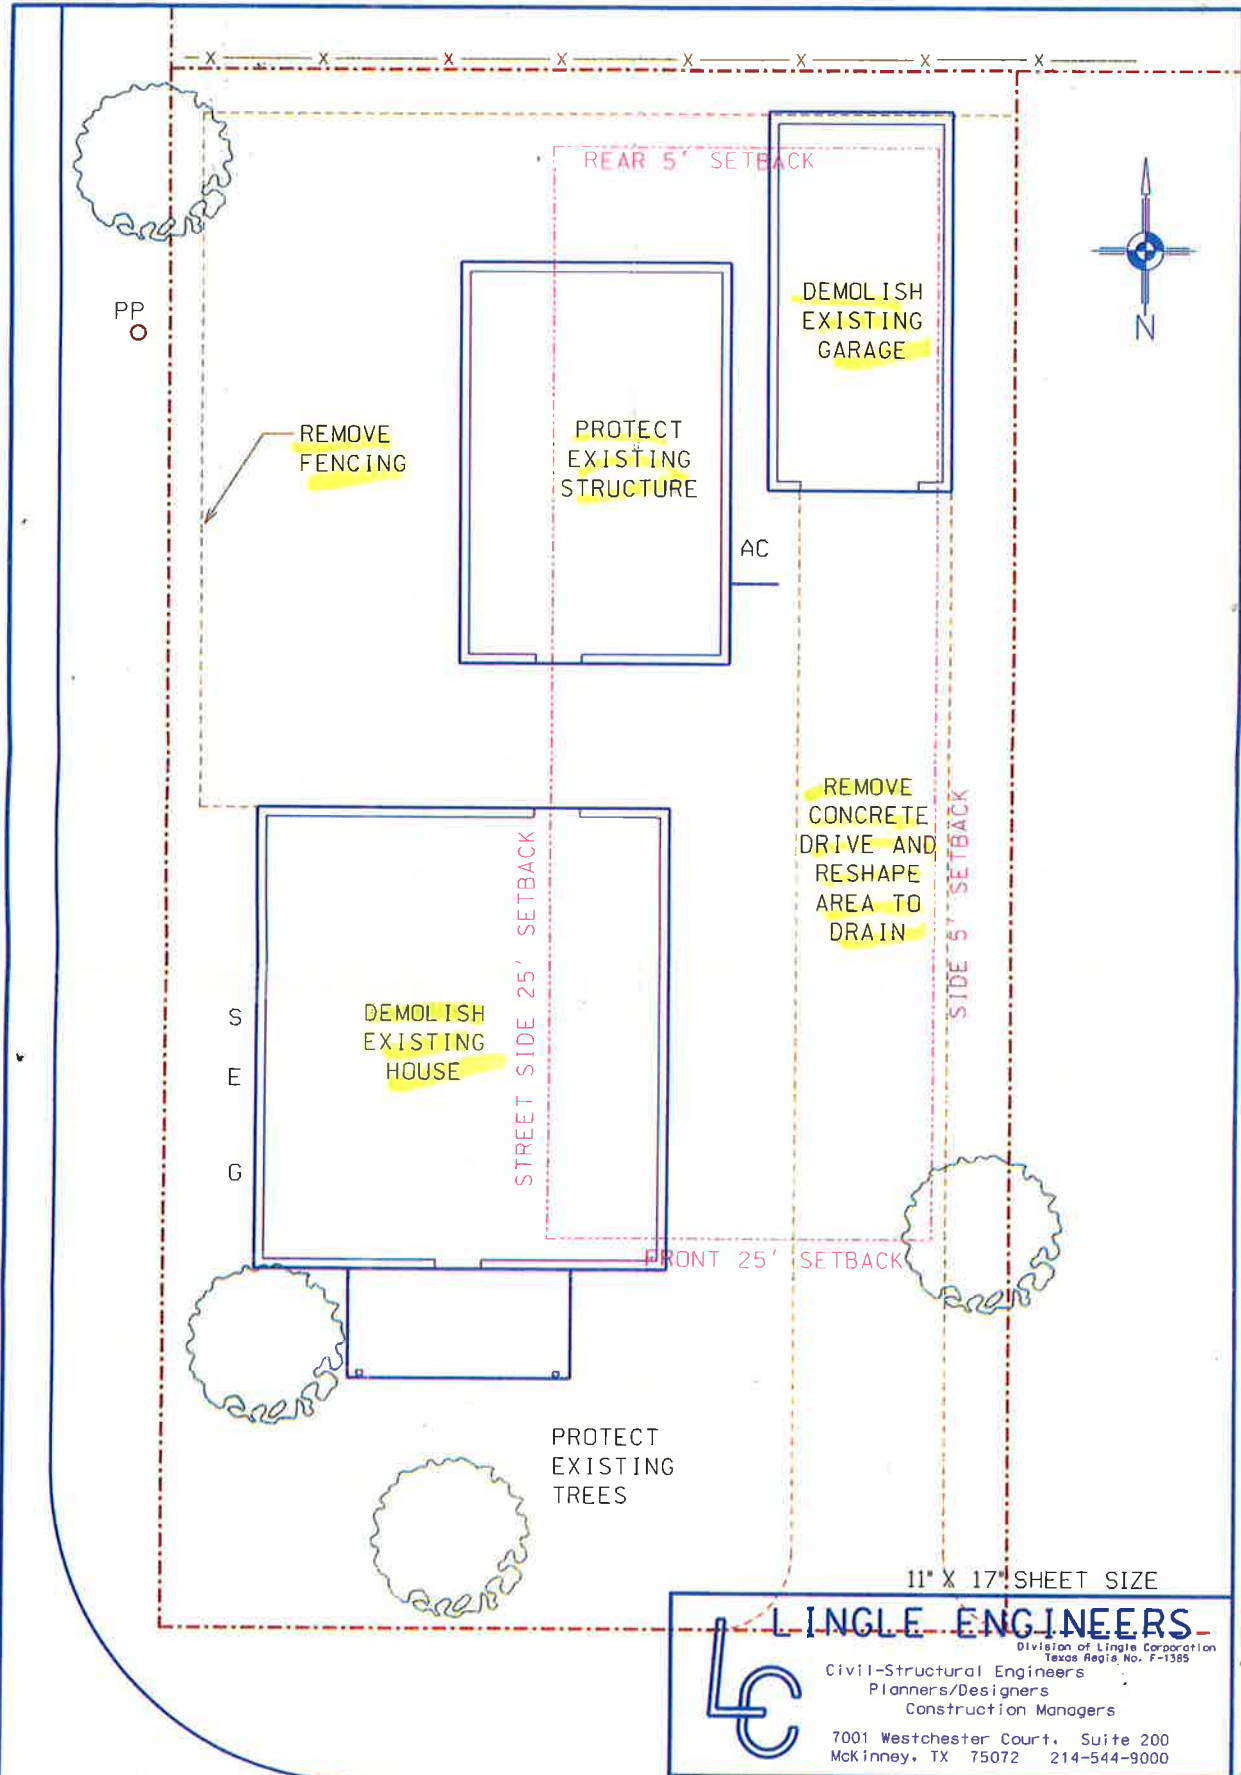 X X X X X X X X
REAR 5' SETBACK
PP
DEMOLISH
EXISTING
GARAGE
N
REMOVE
FENCING
PROTECT
EXISTING
STRUCTURE
AC
REMOVE
CONCRETE
DRIVE AND
RESHAPE
AREA TO
DRAIN
SIDE 5' SETBACK
STREET SIDE 25' SETBACK
S
E
G
DEMOLISH
EXISTING
HOUSE
FRONT 25' SETBACK
PROTECT
EXISTING
TREES
11" X 17" SHEET SIZE
LC
LINGLE ENGINEERS
Division of Lingle Corporation
Texas Regis No. F-1385
Civil-Structural Engineers
Planners/Designers
Construction Managers
7001 Westchester Court, Suite 200
McKinney, TX 75072 214-544-9000